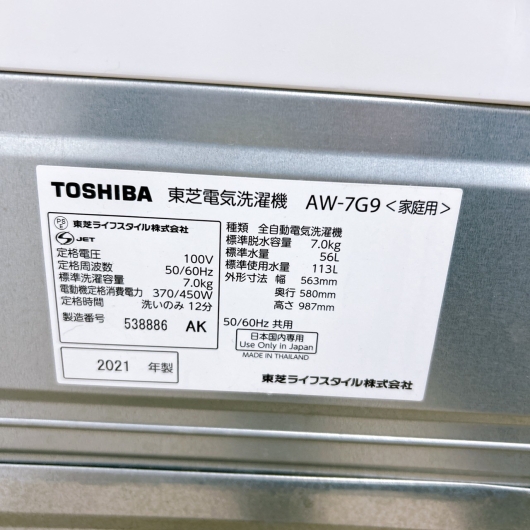 TOSHIBA 東芝電気洗濯機 AW-7G9 <家庭用>
PS E 東芝ライフスタイル株式会社
S JET
定格電圧 100V
定格周波数 50/60Hz
標準洗濯容量 7.0kg
電動機定格消費電力 370/450W
定格時間 洗いのみ 12分
製造番号 538886 AK
2021 年製
種類 全自動電気洗濯機
標準脱水容量 7.0kg
標準水量 56L
標準使用水量 113L
外形寸法 幅 563mm
奥行 580mm
高さ 987mm
50/60Hz 共用
日本国内専用
Use Only in Japan
MADE IN THAILAND
東芝ライフスタイル株式会社